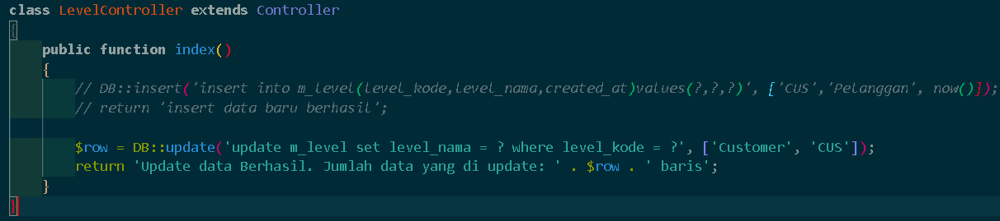 class LevelController extends Controller
{
    public function index()
    {
        // DB::insert('insert into m_level(level_kode,level_nama,created_at)values(?,?,?)', ['CUS','Pelanggan', now()]);
        // return 'insert data baru berhasil';

        $row = DB::update('update m_level set level_nama = ? where level_kode = ?', ['Customer', 'CUS']);
        return 'Update data Berhasil. Jumlah data yang di update: ' . $row . ' baris';
    }
}